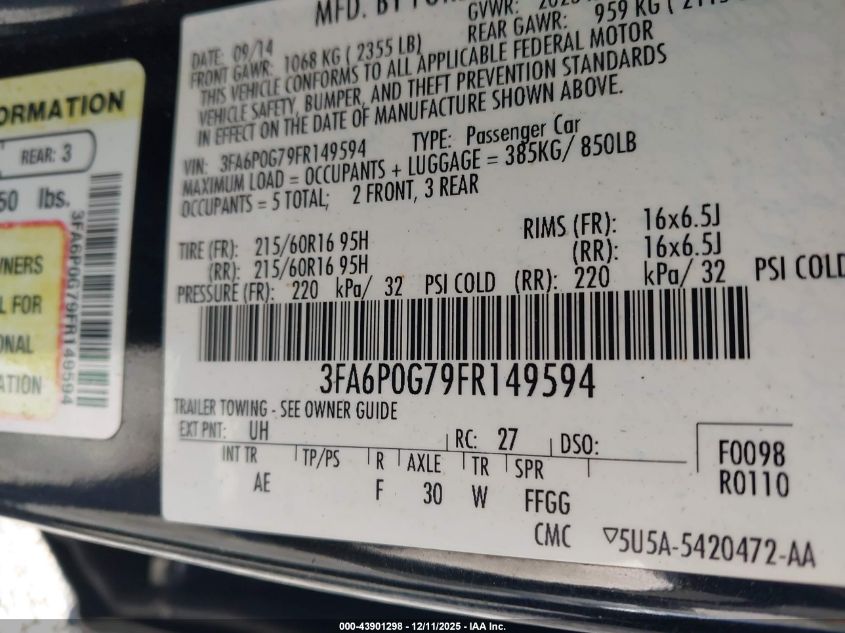 MFD. BY
GVWR:
DATE: 09/14
REAR GAWR: 959 KG
FRONT GAWR: 1068 KG ( 2355 LB)
THIS VEHICLE CONFORMS TO ALL APPLICABLE FEDERAL MOTOR
VEHICLE SAFETY, BUMPER, AND THEFT PREVENTION STANDARDS
IN EFFECT ON THE DATE OF MANUFACTURE SHOWN ABOVE.
VIN: 3FA6P0G79FR149594 TYPE: Passenger Car
MAXIMUM LOAD = OCCUPANTS + LUGGAGE = 385KG/ 850LB
OCCUPANTS = 5 TOTAL; 2 FRONT, 3 REAR
TIRE (FR): 215/60R16 95H RIMS (FR): 16x6.5J
(RR): 215/60R16 95H (RR): 16x6.5J
PRESSURE (FR): 220 kPa/ 32 PSI COLD (RR): 220 kPa/ 32 PSI COLD
3FA6P0G79FR149594
TRAILER TOWING - SEE OWNER GUIDE
EXT PNT: UH RC: 27 DSO:
INT TR TP/PS R AXLE TR SPR
AE F 30 W FFGG
F0098
R0110
CMC ▽5U5A-5420472-AA
ORMATION
REAR: 3
50 lbs.
3FA6P0G79FR149594
WNERS
L FOR
ONAL
ATION
000-43901298 - 12/11/2025 - IAA Inc.